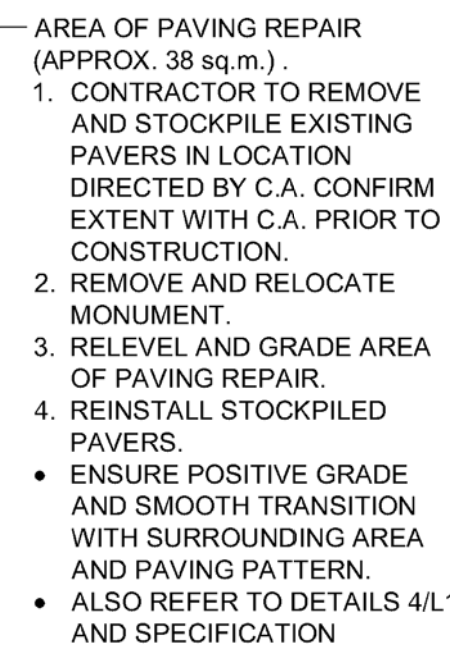 AREA OF PAVING REPAIR
(APPROX. 38 sq.m.) .
1. CONTRACTOR TO REMOVE
AND STOCKPILE EXISTING
PAVERS IN LOCATION
DIRECTED BY C.A. CONFIRM
EXTENT WITH C.A. PRIOR TO
CONSTRUCTION.
2. REMOVE AND RELOCATE
MONUMENT.
3. RELEVEL AND GRADE AREA
OF PAVING REPAIR.
4. REINSTALL STOCKPILED
PAVERS.
• ENSURE POSITIVE GRADE
AND SMOOTH TRANSITION
WITH SURROUNDING AREA
AND PAVING PATTERN.
• ALSO REFER TO DETAILS
AND SPECIFICATION